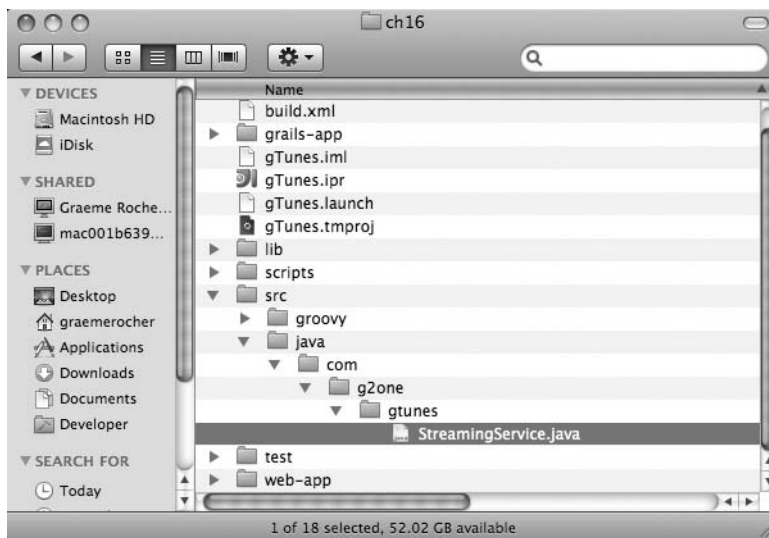 ch16
Name
DEVICES
Macintosh HD
iDisk
SHARED
Graeme Roche...
mac001b639...
PLACES
Desktop
graemerocher
Applications
Downloads
Documents
Developer
SEARCH FOR
Today
build.xml
grails-app
gTunes.iml
gTunes.ipr
gTunes.launch
gTunes.tmproj
lib
scripts
src
groovy
java
com
g2one
gtunes
StreamingService.java
test
web-app
1 of 18 selected, 52.02 GB available